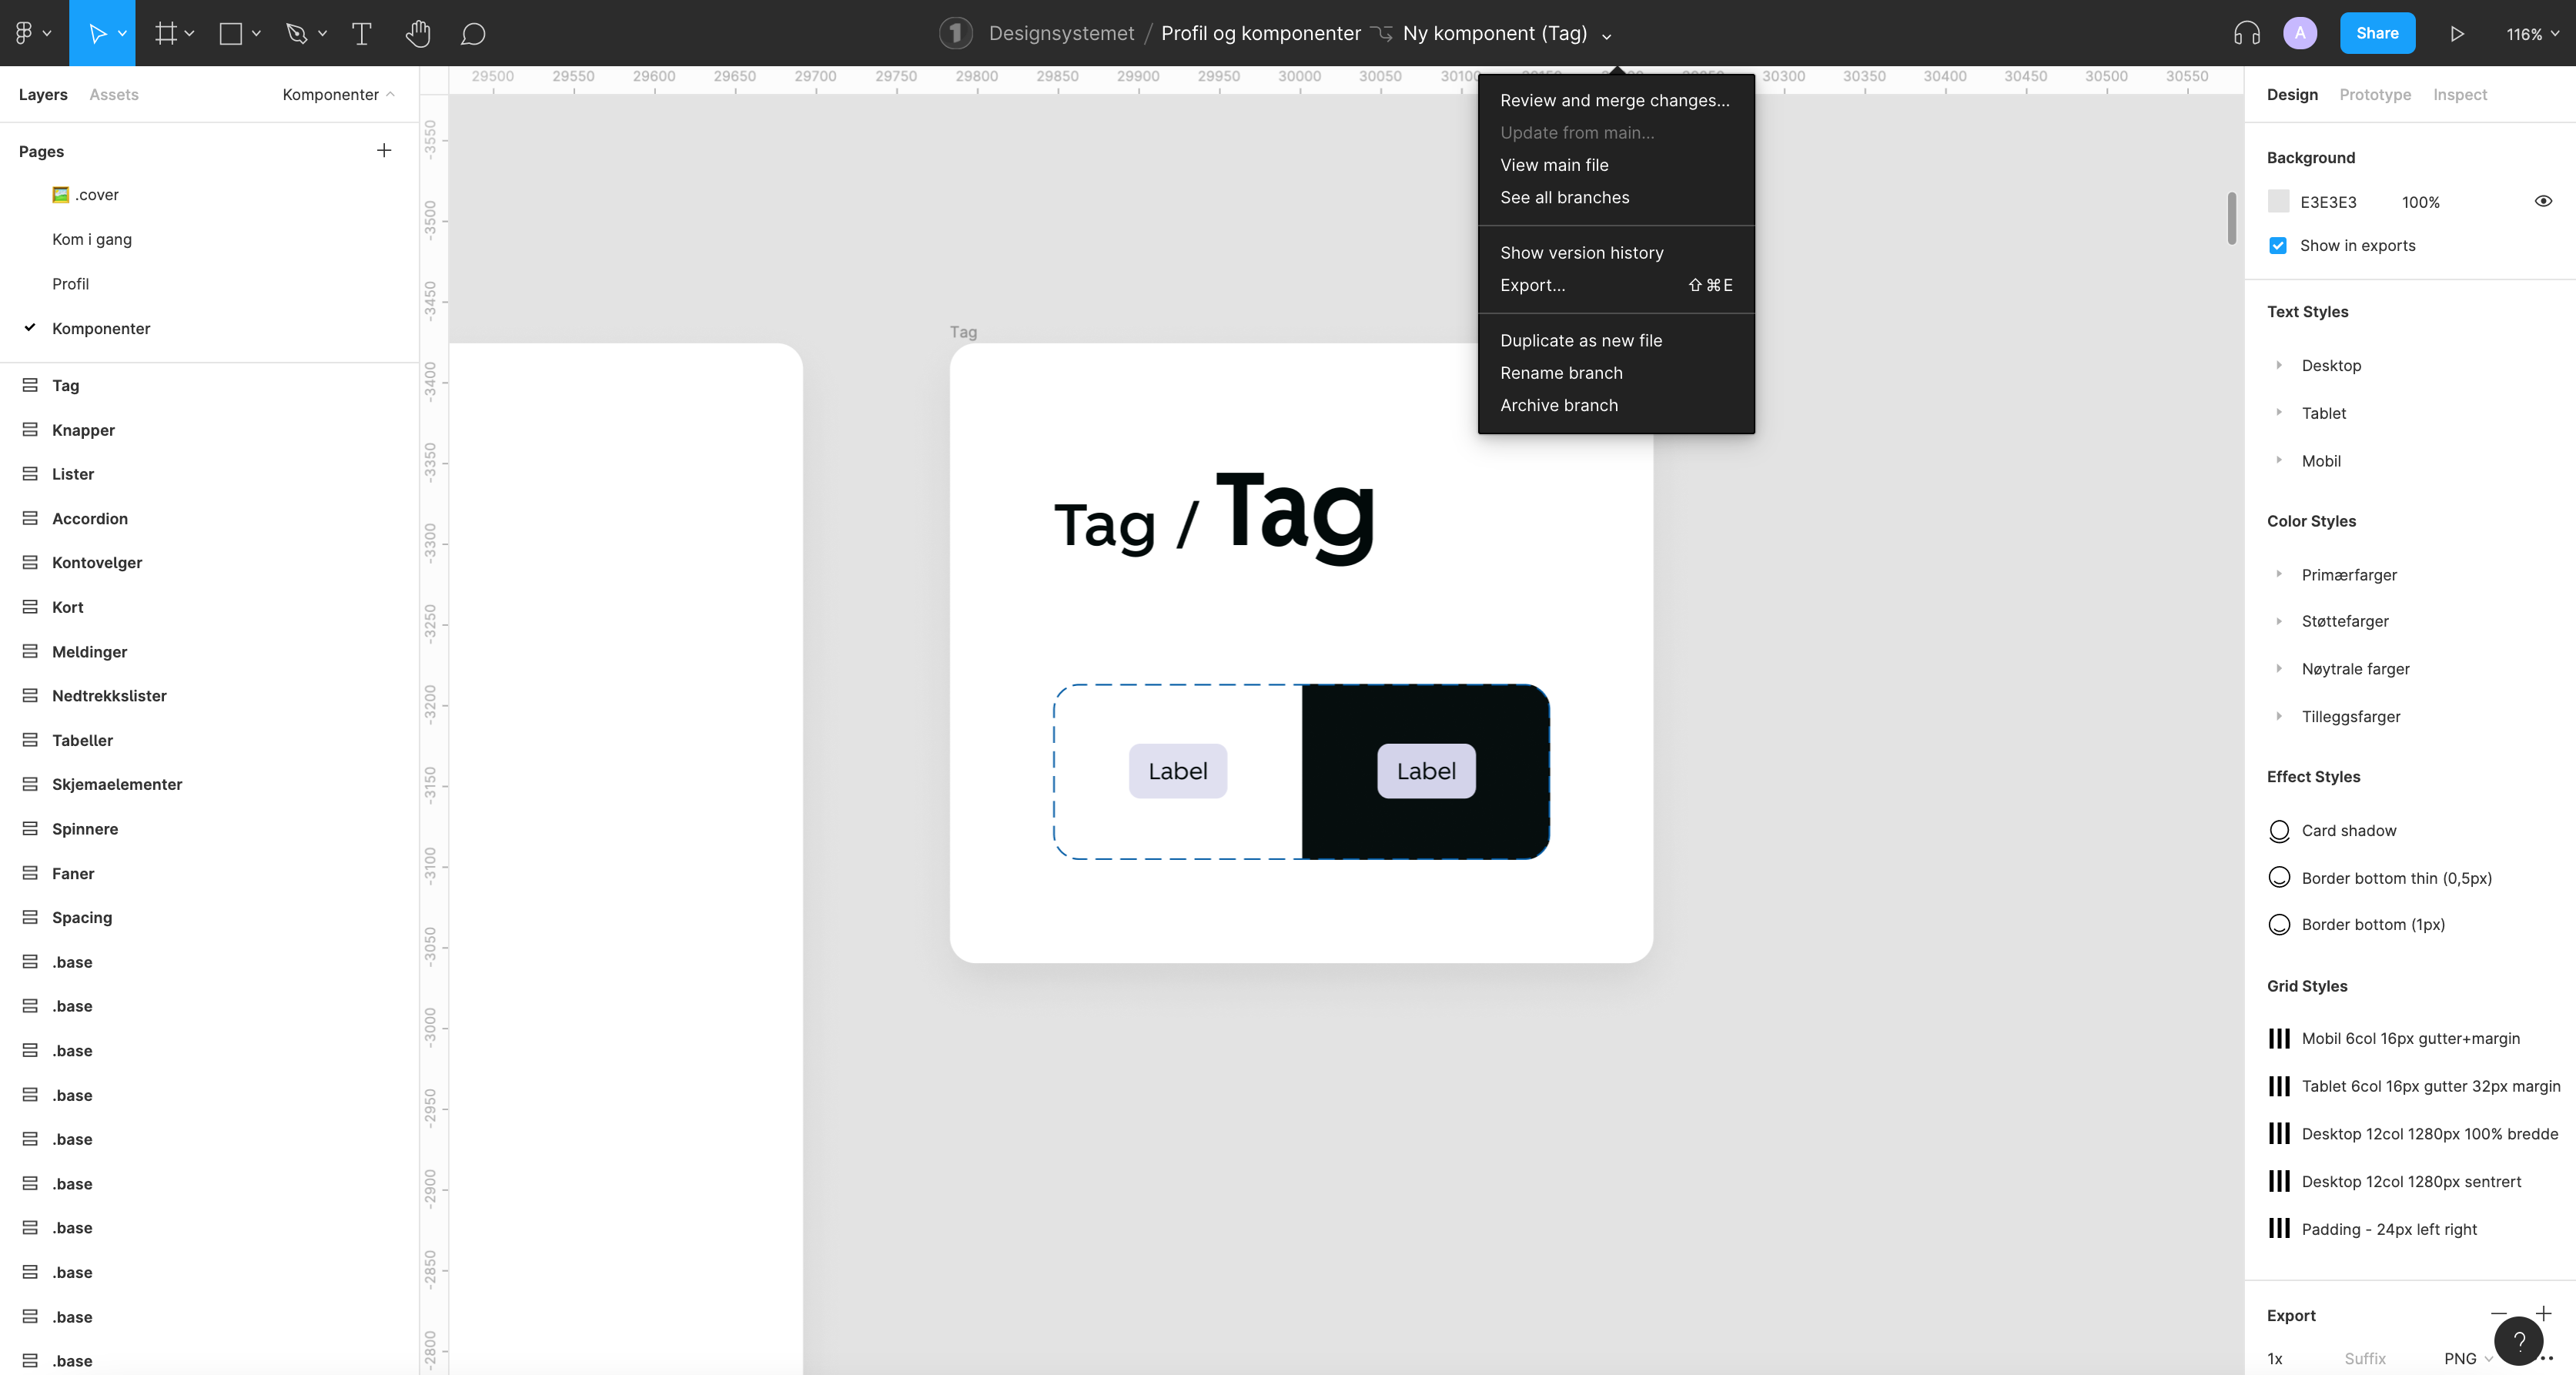 Designsystemet / Profil og komponenter Ny komponent (Tag)
A
Share
116%
Layers Assets Komponenter
Pages
.cover
Kom i gang
Profil
Komponenter
Tag
Knapper
Lister
Accordion
Kontovelger
Kort
Meldinger
Nedtrekkslister
Tabeller
Skjemaelementer
Spinnere
Faner
Spacing
.base
.base
.base
.base
.base
.base
.base
.base
.base
.base
29500 29550 29600 29650 29700 29750 29800 29850 29900 29950 30000 30050 30100 30300 30350 30400 30450 30500 30550
-3550
-3500
-3450
-3400
-3350
-3300
-3250
-3200
-3150
-3100
-3050
-3000
-2950
-2900
-2850
-2800
Review and merge changes...
Update from main...
View main file
See all branches
Show version history
Export... ⇧⌘E
Duplicate as new file
Rename branch
Archive branch
Tag
Tag / Tag
Label Label
Design Prototype Inspect
Background
E3E3E3 100%
Show in exports
Text Styles
Desktop
Tablet
Mobil
Color Styles
Primærfarger
Støttefarger
Nøytrale farger
Tilleggsfarger
Effect Styles
Card shadow
Border bottom thin (0,5px)
Border bottom (1px)
Grid Styles
Mobil 6col 16px gutter+margin
Tablet 6col 16px gutter 32px margin
Desktop 12col 1280px 100% bredde
Desktop 12col 1280px sentrert
Padding - 24px left right
Export
1x Suffix PNG
?